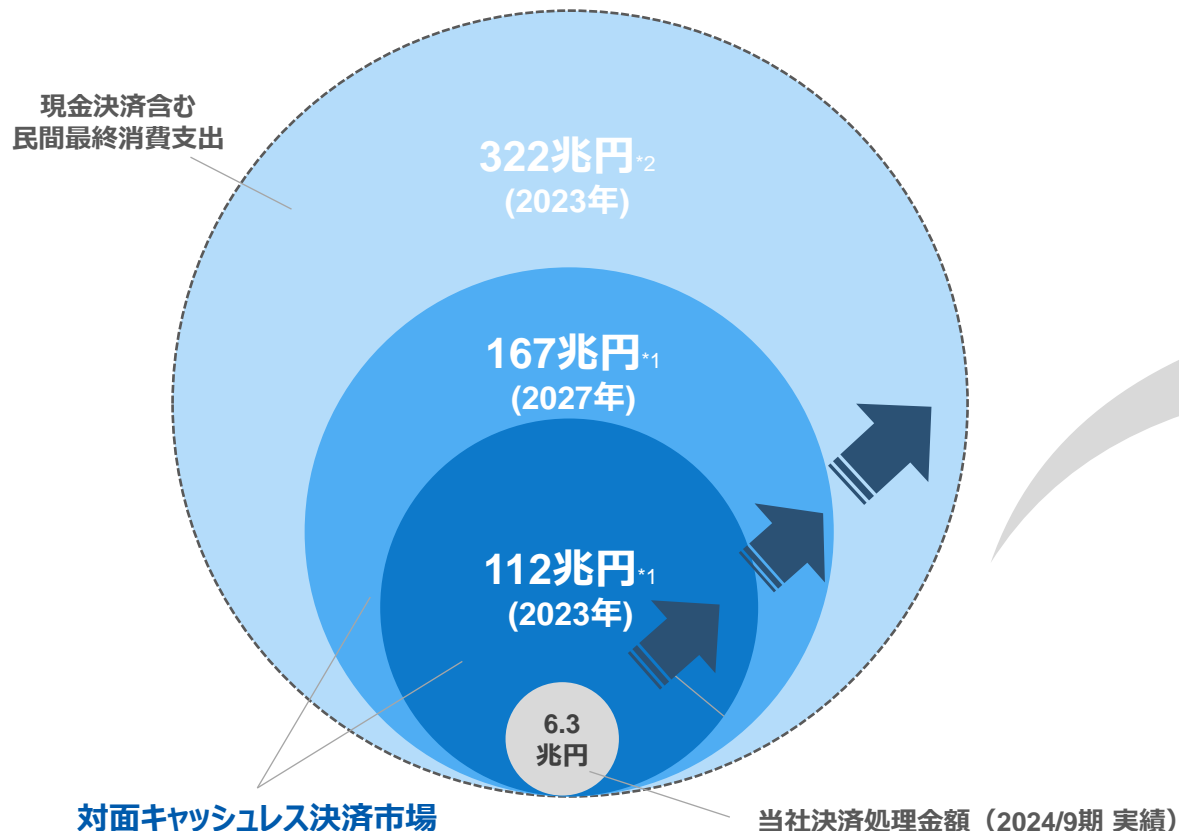 現金決済含む
民間最終消費支出
322兆円*2
(2023年)
167兆円*1
(2027年)
112兆円*1
(2023年)
6.3
兆円
対面キャッシュレス決済市場
当社決済処理金額（2024/9期 実績）